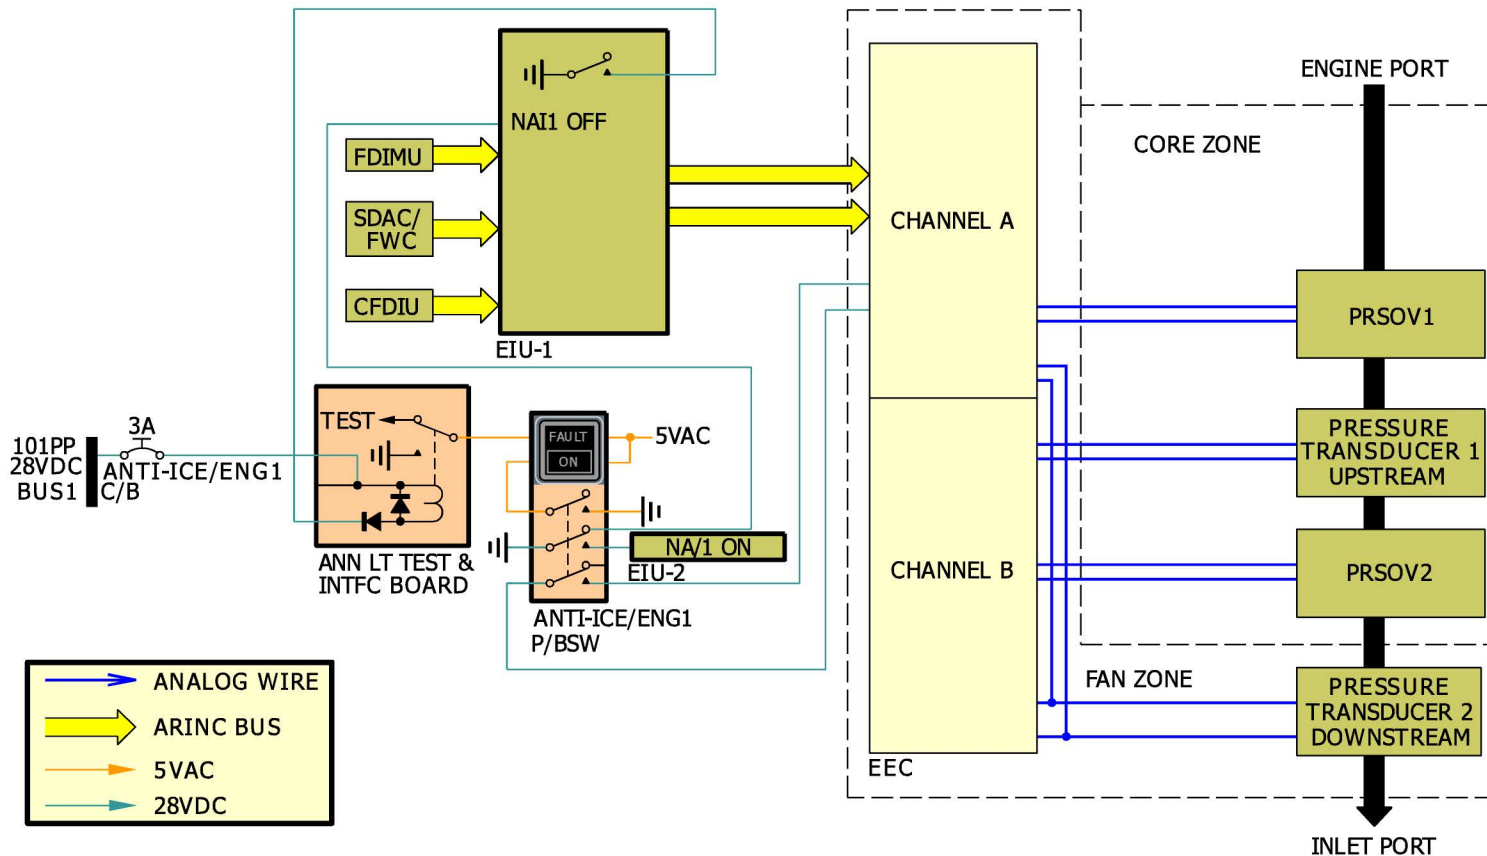 ENGINE PORT
CORE ZONE
NAI1 OFF
FDIMU
SDAC/
FWC
CFDIU
EIU-1
CHANNEL A
PRSOV1
TEST
3A
101PP
28VDC
BUS1
ANTI-ICE/ENG1
C/B
FAULT
ON
5VAC
PRESSURE
TRANSDUCER 1
UPSTREAM
NA/1 ON
EIU-2
ANN LT TEST &
INTFC BOARD
ANTI-ICE/ENG1
P/BSW
CHANNEL B
PRSOV2
EEC
FAN ZONE
PRESSURE
TRANSDUCER 2
DOWNSTREAM
INLET PORT
ANALOG WIRE
ARINC BUS
5VAC
28VDC